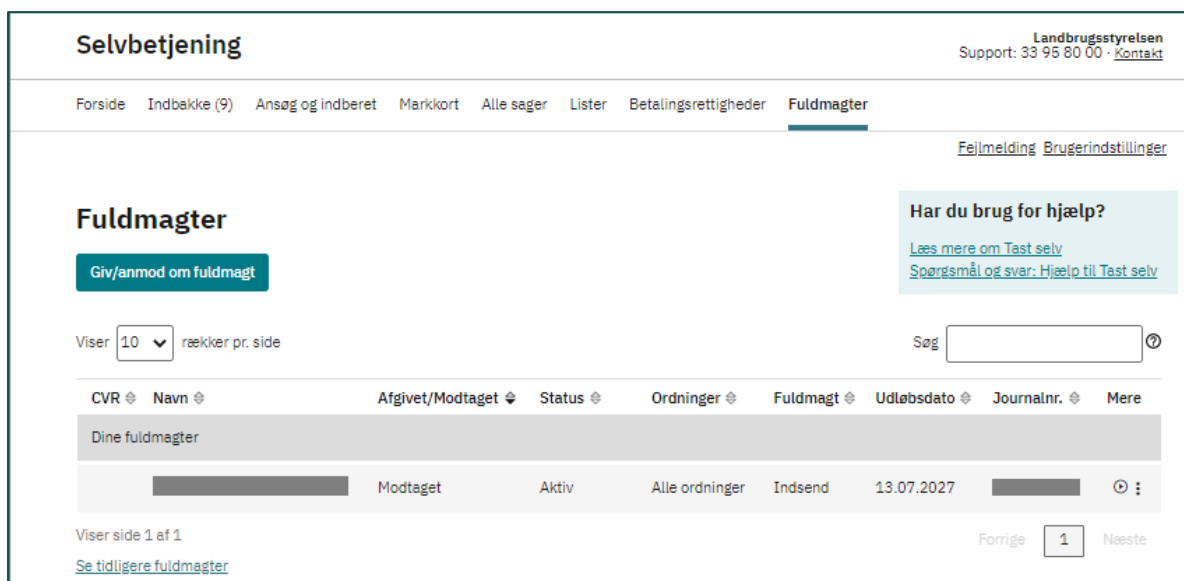 Selvbetjening
Landbrugsstyrelsen
Support: 33 95 80 00 · Kontakt
Forside Indbakke (9) Ansøg og indberet Markkort Alle sager Lister Betalingsrettigheder Fuldmagter
Fejlmelding Brugerindstillinger
Fuldmagter
Har du brug for hjælp?
Læs mere om Tast selv
Spørgsmål og svar: Hjælp til Tast selv
Giv/anmod om fuldmagt
Viser 10 rækker pr. side
Søg
CVR Navn Afgivet/Modtaget Status Ordninger Fuldmagt Udløbsdato Journalnr. Mere
Dine fuldmagter
Modtaget Aktiv Alle ordninger Indsend 13.07.2027
Viser side 1 af 1
Forrige 1 Næste
Se tidligere fuldmagter